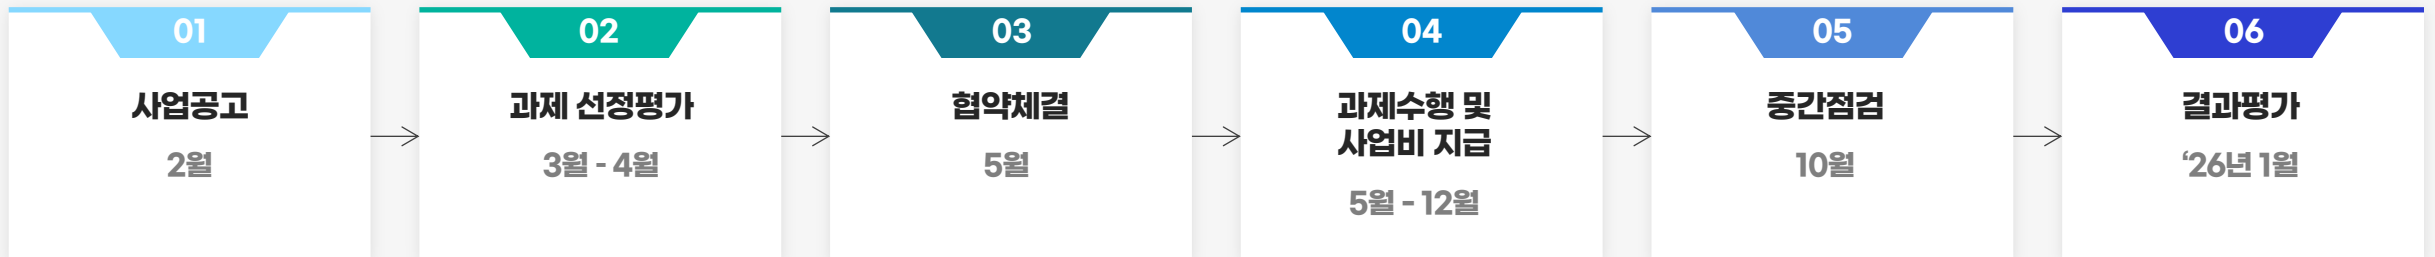 01
사업공고
2월
02
과제 선정평가
3월 - 4월
03
협약체결
5월
04
과제수행 및
사업비 지급
5월 - 12월
05
중간점검
10월
06
결과평가
‘26년 1월